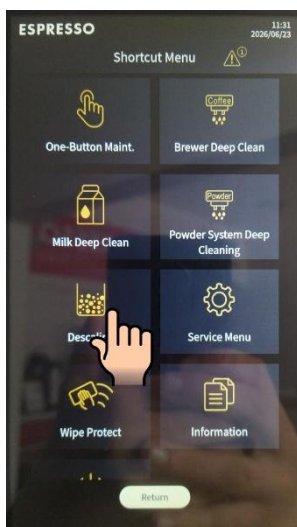 ESPRESSO
11:31
2026/06/23
Shortcut Menu
One-Button Maint.
Coffee
Brewer Deep Clean
Milk Deep Clean
Powder
Powder System Deep
Cleaning
Service Menu
Wipe Protect
Information
Return